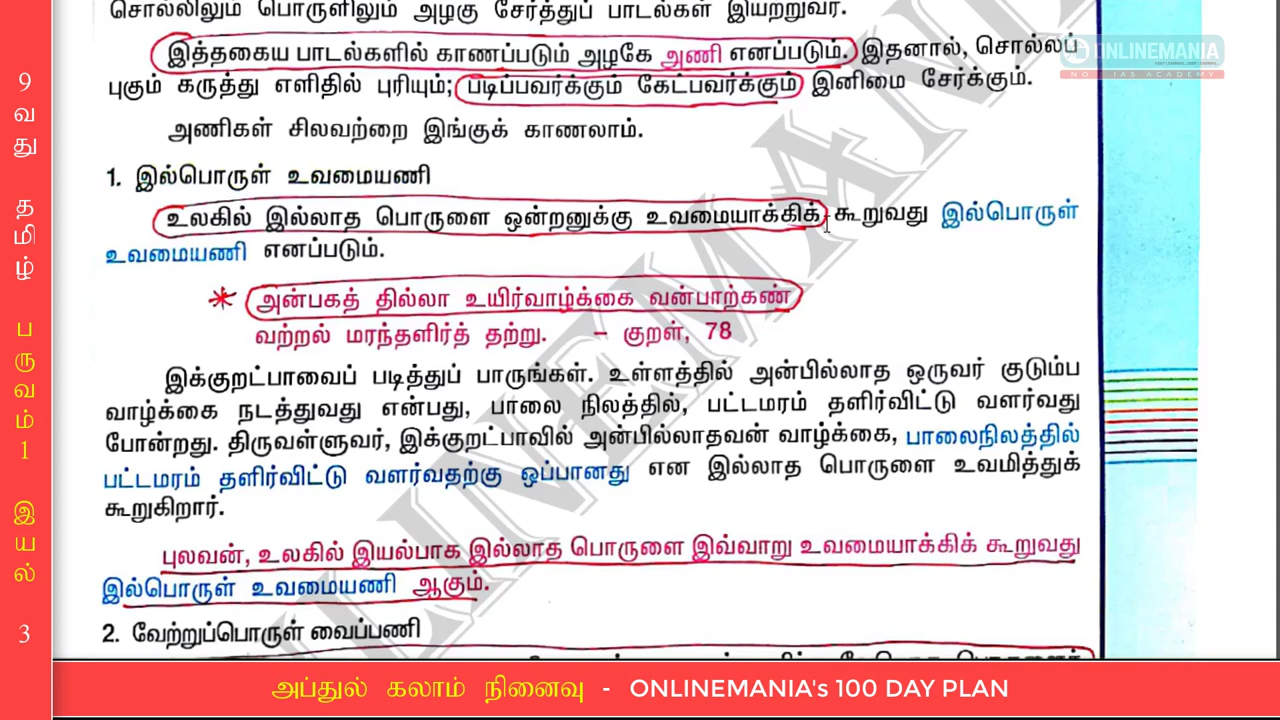 சொல்லிலும் பொருளிலும் அழகு சேர்த்துப் பாடல்கள் இயற்றுவர்.
இத்தகைய பாடல்களில் காணப்படும் அழகே அணி எனப்படும். இதனால், சொல்லப்
புகும் கருத்து எளிதில் புரியும்; படிப்பவர்க்கும் கேட்பவர்க்கும் இனிமை சேர்க்கும்.
அணிகள் சிலவற்றை இங்குக் காணலாம்.
1. இல்பொருள் உவமையணி
உலகில் இல்லாத பொருளை ஒன்றனுக்கு உவமையாக்கிக் கூறுவது இல்பொருள்
உவமையணி எனப்படும்.
* அன்பகத் தில்லா உயிர்வாழ்க்கை வன்பாற்கண்
வற்றல் மரந்தளிர்த் தற்று. – குறள், 78
இக்குறட்பாவைப் படித்துப் பாருங்கள். உள்ளத்தில் அன்பில்லாத ஒருவர் குடும்ப
வாழ்க்கை நடத்துவது என்பது, பாலை நிலத்தில், பட்டமரம் தளிர்விட்டு வளர்வது
போன்றது. திருவள்ளுவர், இக்குறட்பாவில் அன்பில்லாதவன் வாழ்க்கை, பாலைநிலத்தில்
பட்டமரம் தளிர்விட்டு வளர்வதற்கு ஒப்பானது என இல்லாத பொருளை உவமித்துக்
கூறுகிறார்.
புலவன், உலகில் இயல்பாக இல்லாத பொருளை இவ்வாறு உவமையாக்கிக் கூறுவது
இல்பொருள் உவமையணி ஆகும்.
2. வேற்றுப்பொருள் வைப்பணி
9வது தமிழ் பருவம்1 இயல் 3
ONLINEMANIA
IAS ACADEMY
அப்துல் கலாம் நினைவு - ONLINEMANIA's 100 DAY PLAN